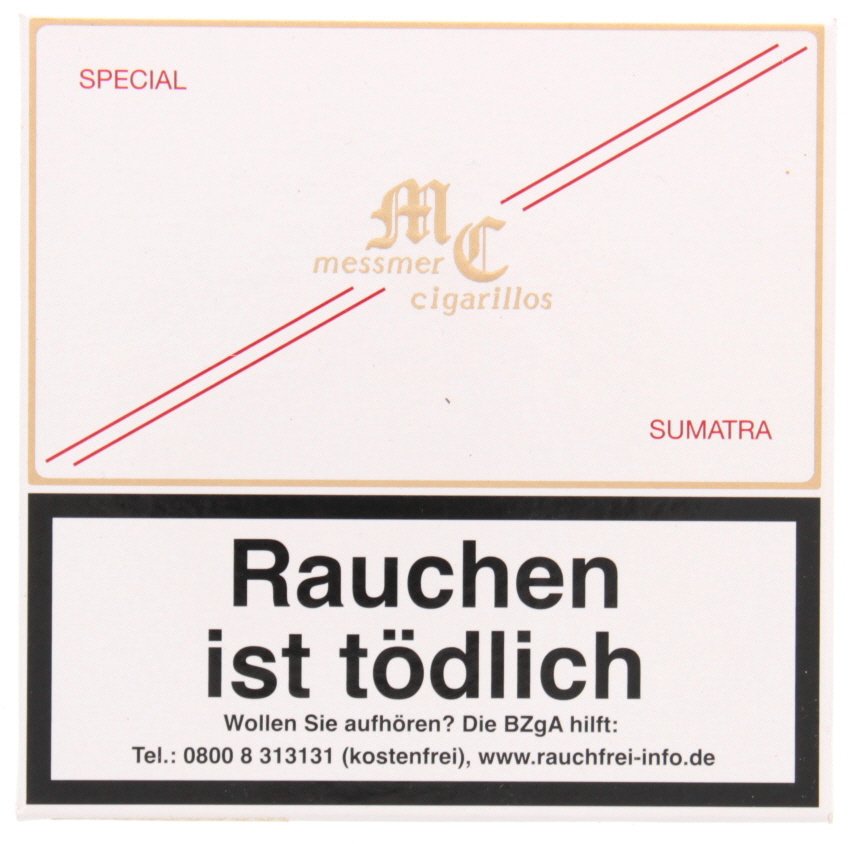 SPECIAL
M C
messmer
cigarillos
SUMATRA
Rauchen
ist tödlich
Wollen Sie aufhören? Die BZgA hilft:
Tel.: 0800 8 313131 (kostenfrei), www.rauchfrei-info.de